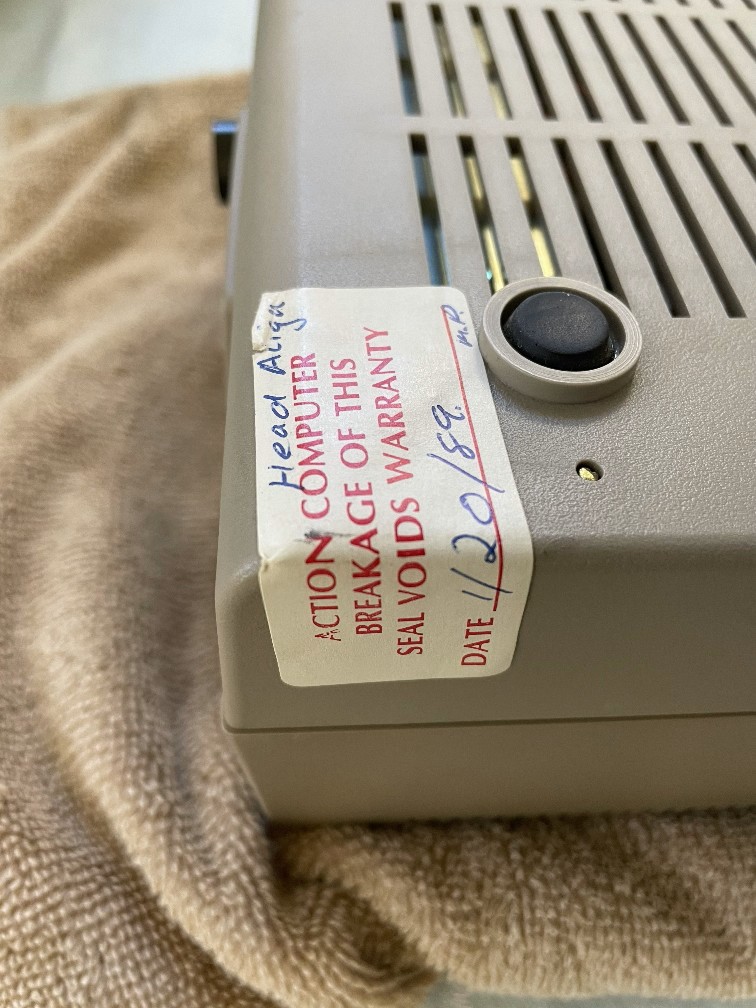 Head Align
ACTION COMPUTER
BREAKAGE OF THIS
SEAL VOIDS WARRANTY
DATE 1/20/89. M.P.